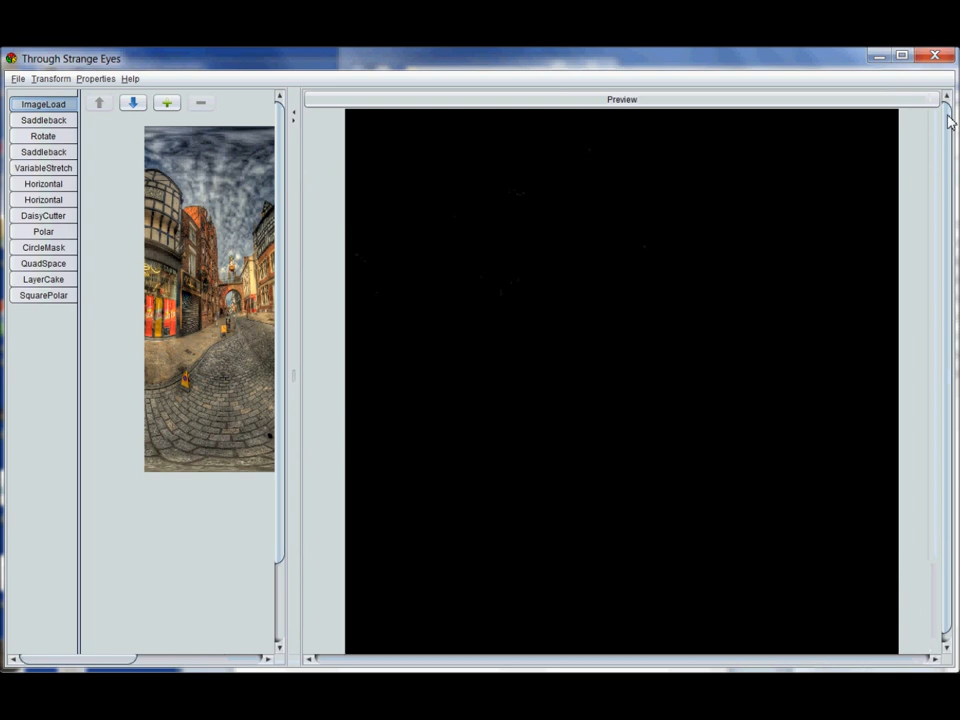 Through Strange Eyes
File Transform Properties Help
ImageLoad
Saddleback
Rotate
Saddleback
VariableStretch
Horizontal
Horizontal
DaisyCutter
Polar
CircleMask
QuadSpace
LayerCake
SquarePolar
Preview